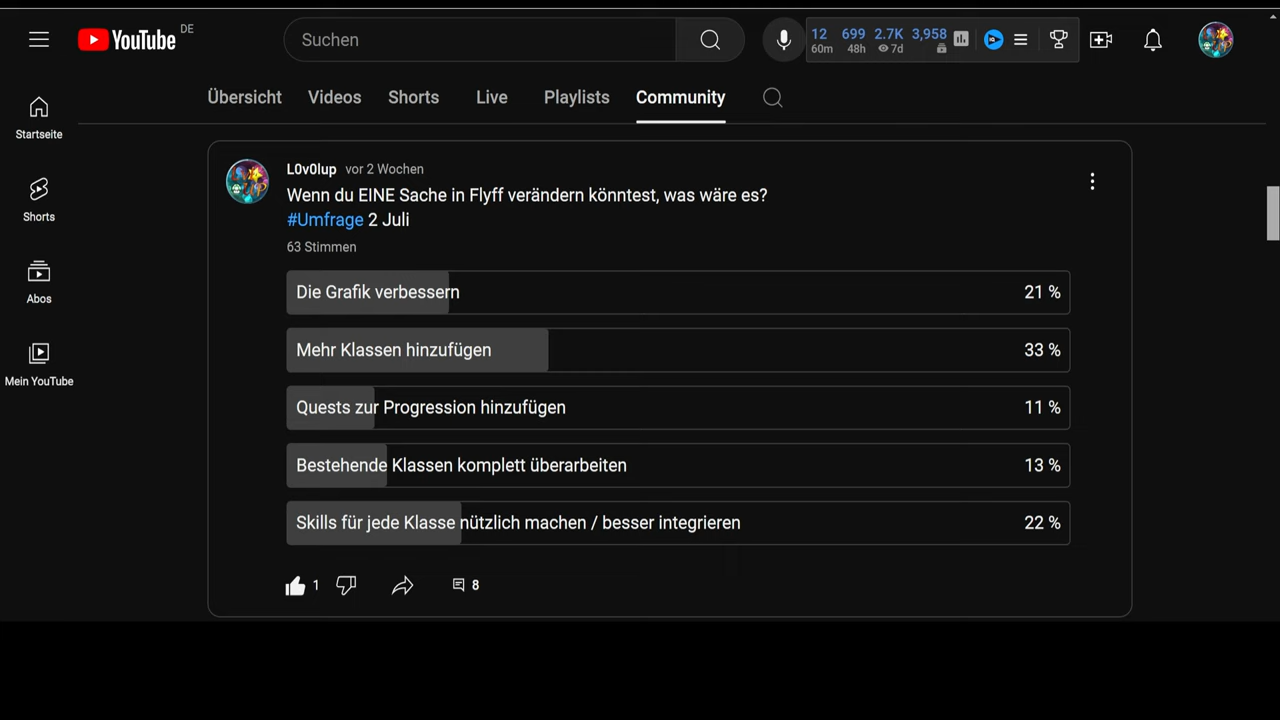 YouTube DE
Suchen
12 699 2.7K 3,958
60m 48h 7d
Übersicht Videos Shorts Live Playlists Community
Startseite
Shorts
Abos
Mein YouTube
L0v0lup vor 2 Wochen
Wenn du EINE Sache in Flyff verändern könntest, was wäre es?
#Umfrage 2 Juli
63 Stimmen
Die Grafik verbessern 21 %
Mehr Klassen hinzufügen 33 %
Quests zur Progression hinzufügen 11 %
Bestehende Klassen komplett überarbeiten 13 %
Skills für jede Klasse nützlich machen / besser integrieren 22 %
1 8